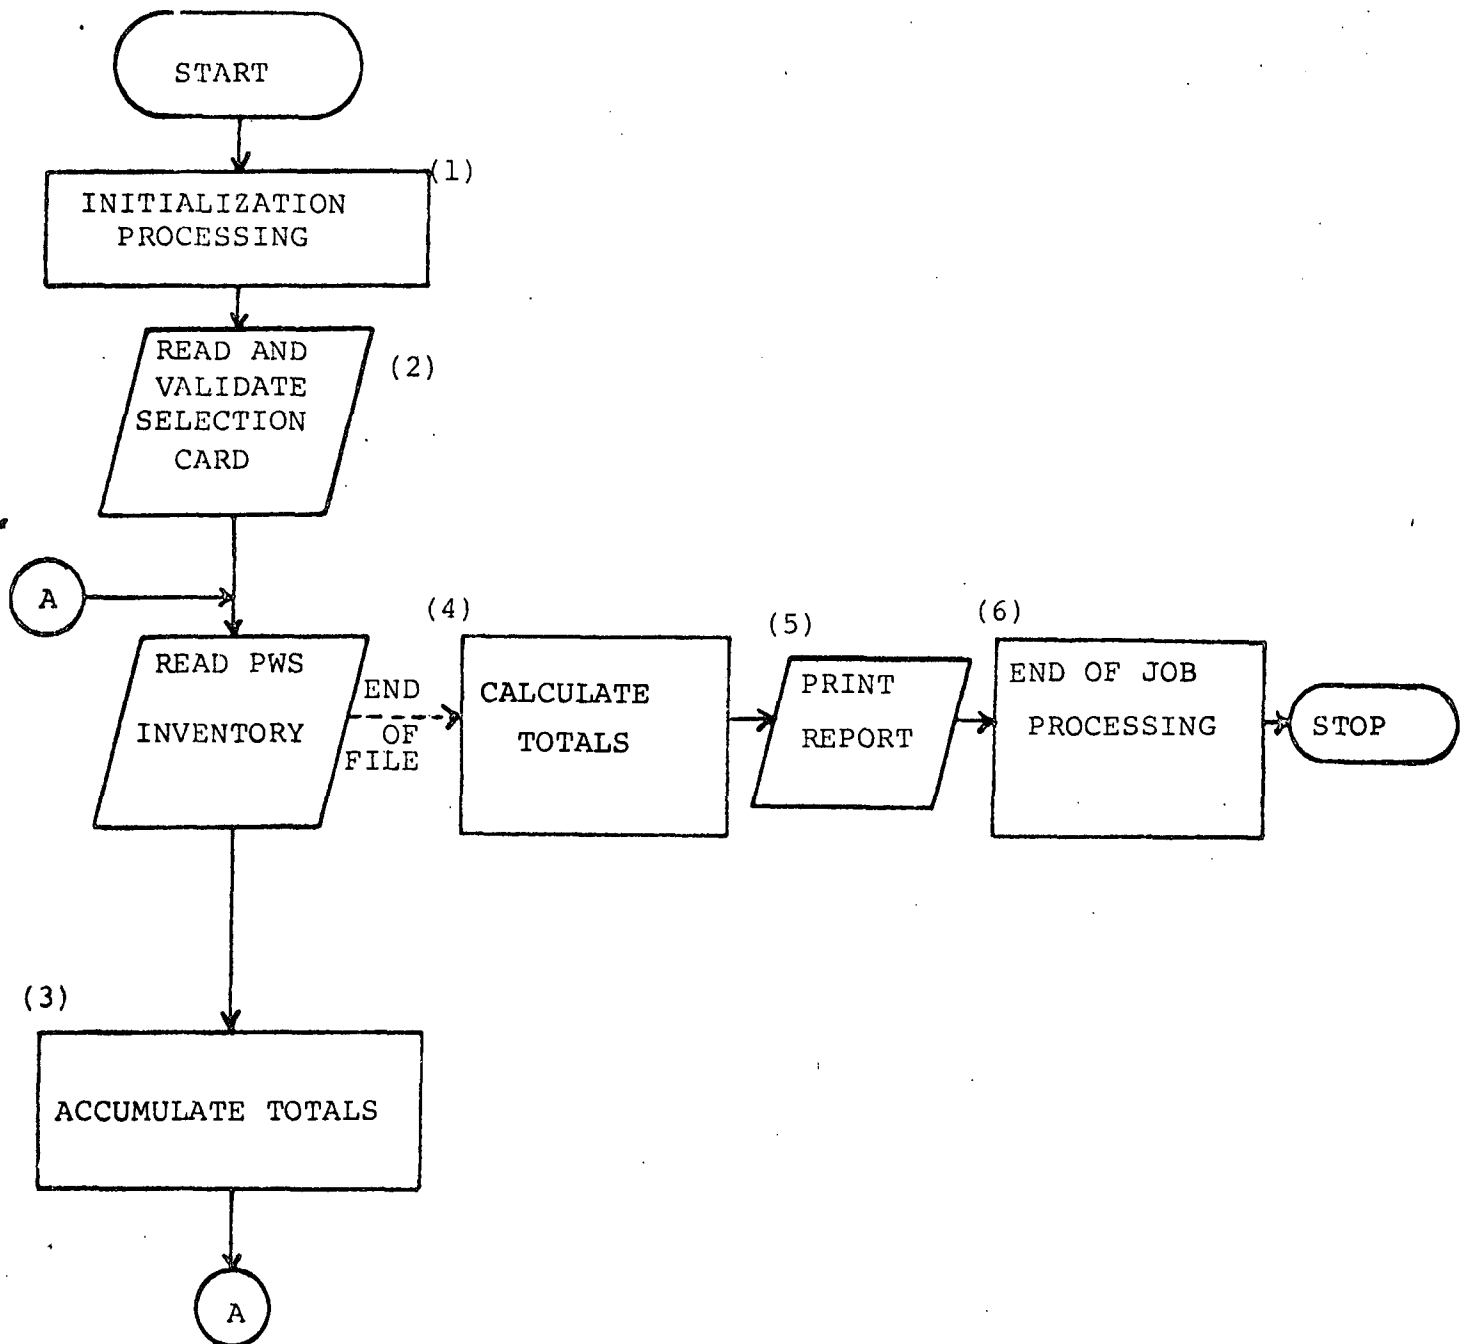 START
(1)
INITIALIZATION
PROCESSING
READ AND
VALIDATE
SELECTION
CARD
(2)
A
READ PWS
INVENTORY
END
OF
FILE
(4)
CALCULATE
TOTALS
(5)
PRINT
REPORT
(6)
END OF JOB
PROCESSING
STOP
(3)
ACCUMULATE TOTALS
A